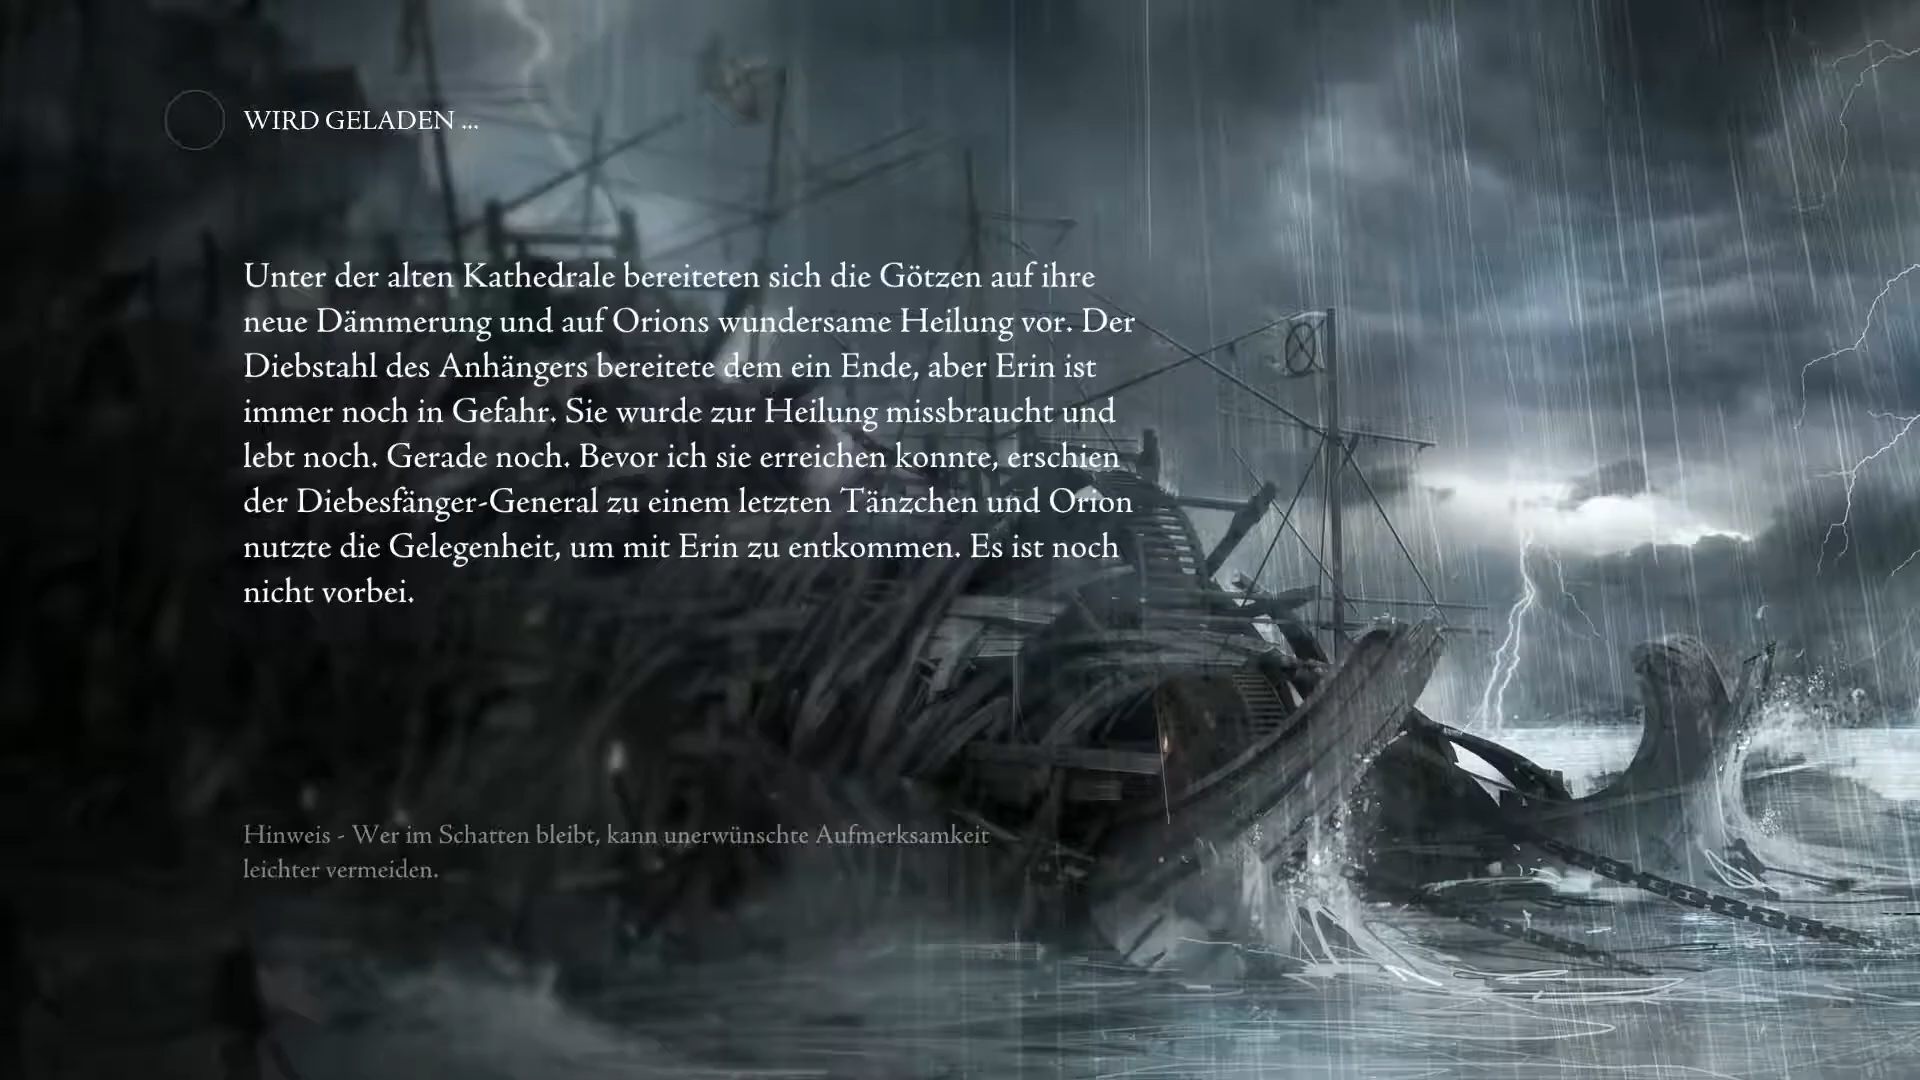 WIRD GELADEN ...
Unter der alten Kathedrale bereiteten sich die Götzen auf ihre
neue Dämmerung und auf Orions wundersame Heilung vor. Der
Diebstahl des Anhängers bereitete dem ein Ende, aber Erin ist
immer noch in Gefahr. Sie wurde zur Heilung missbraucht und
lebt noch. Gerade noch. Bevor ich sie erreichen konnte, erschien
der Diebesfänger-General zu einem letzten Tänzchen und Orion
nutzte die Gelegenheit, um mit Erin zu entkommen. Es ist noch
nicht vorbei.
Hinweis - Wer im Schatten bleibt, kann unerwünschte Aufmerksamkeit
leichter vermeiden.